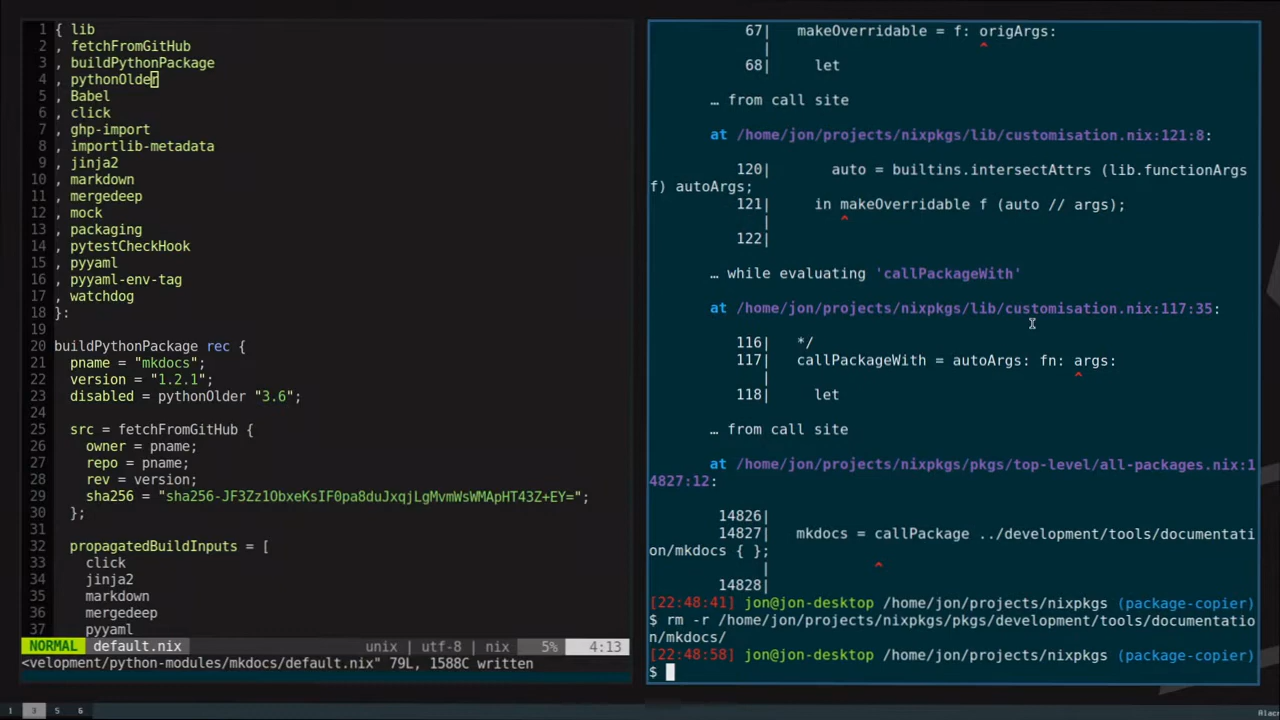 1 { lib
2 , fetchFromGitHub
3 , buildPythonPackage
4 , pythonOlder
5 , Babel
6 , click
7 , ghp-import
8 , importlib-metadata
9 , jinja2
10 , markdown
11 , mergedeep
12 , mock
13 , packaging
14 , pytestCheckHook
15 , pyyaml
16 , pyyaml-env-tag
17 , watchdog
18 }:
19
20 buildPythonPackage rec {
21 pname = "mkdocs";
22 version = "1.2.1";
23 disabled = pythonOlder "3.6";
24
25 src = fetchFromGitHub {
26 owner = pname;
27 repo = pname;
28 rev = version;
29 sha256 = "sha256-JF3Zz1ObxeKsIF0pa8duJxqjLgMvmWsWMApHT43Z+EY=";
30 };
31
32 propagatedBuildInputs = [
33 click
34 jinja2
35 markdown
36 mergedeep
37 pyyaml
NORMAL default.nix unix | utf-8 | nix 5% 4:13
<velopment/python-modules/mkdocs/default.nix" 79L, 1588C written
67| makeOverridable = f: origArgs:
| ^
68| let
… from call site
at /home/jon/projects/nixpkgs/lib/customisation.nix:121:8:
120| auto = builtins.intersectAttrs (lib.functionArgs
f) autoArgs;
121| in makeOverridable f (auto // args);
| ^
122|
… while evaluating 'callPackageWith'
at /home/jon/projects/nixpkgs/lib/customisation.nix:117:35:
116| */
117| callPackageWith = autoArgs: fn: args:
| ^
118| let
… from call site
at /home/jon/projects/nixpkgs/pkgs/top-level/all-packages.nix:1
4827:12:
14826|
14827| mkdocs = callPackage ../development/tools/documentati
on/mkdocs { };
| ^
14828|
[22:48:41] jon@jon-desktop /home/jon/projects/nixpkgs (package-copier)
$ rm -r /home/jon/projects/nixpkgs/pkgs/development/tools/documentatio
n/mkdocs/
[22:48:58] jon@jon-desktop /home/jon/projects/nixpkgs (package-copier)
$
1 3 5 6